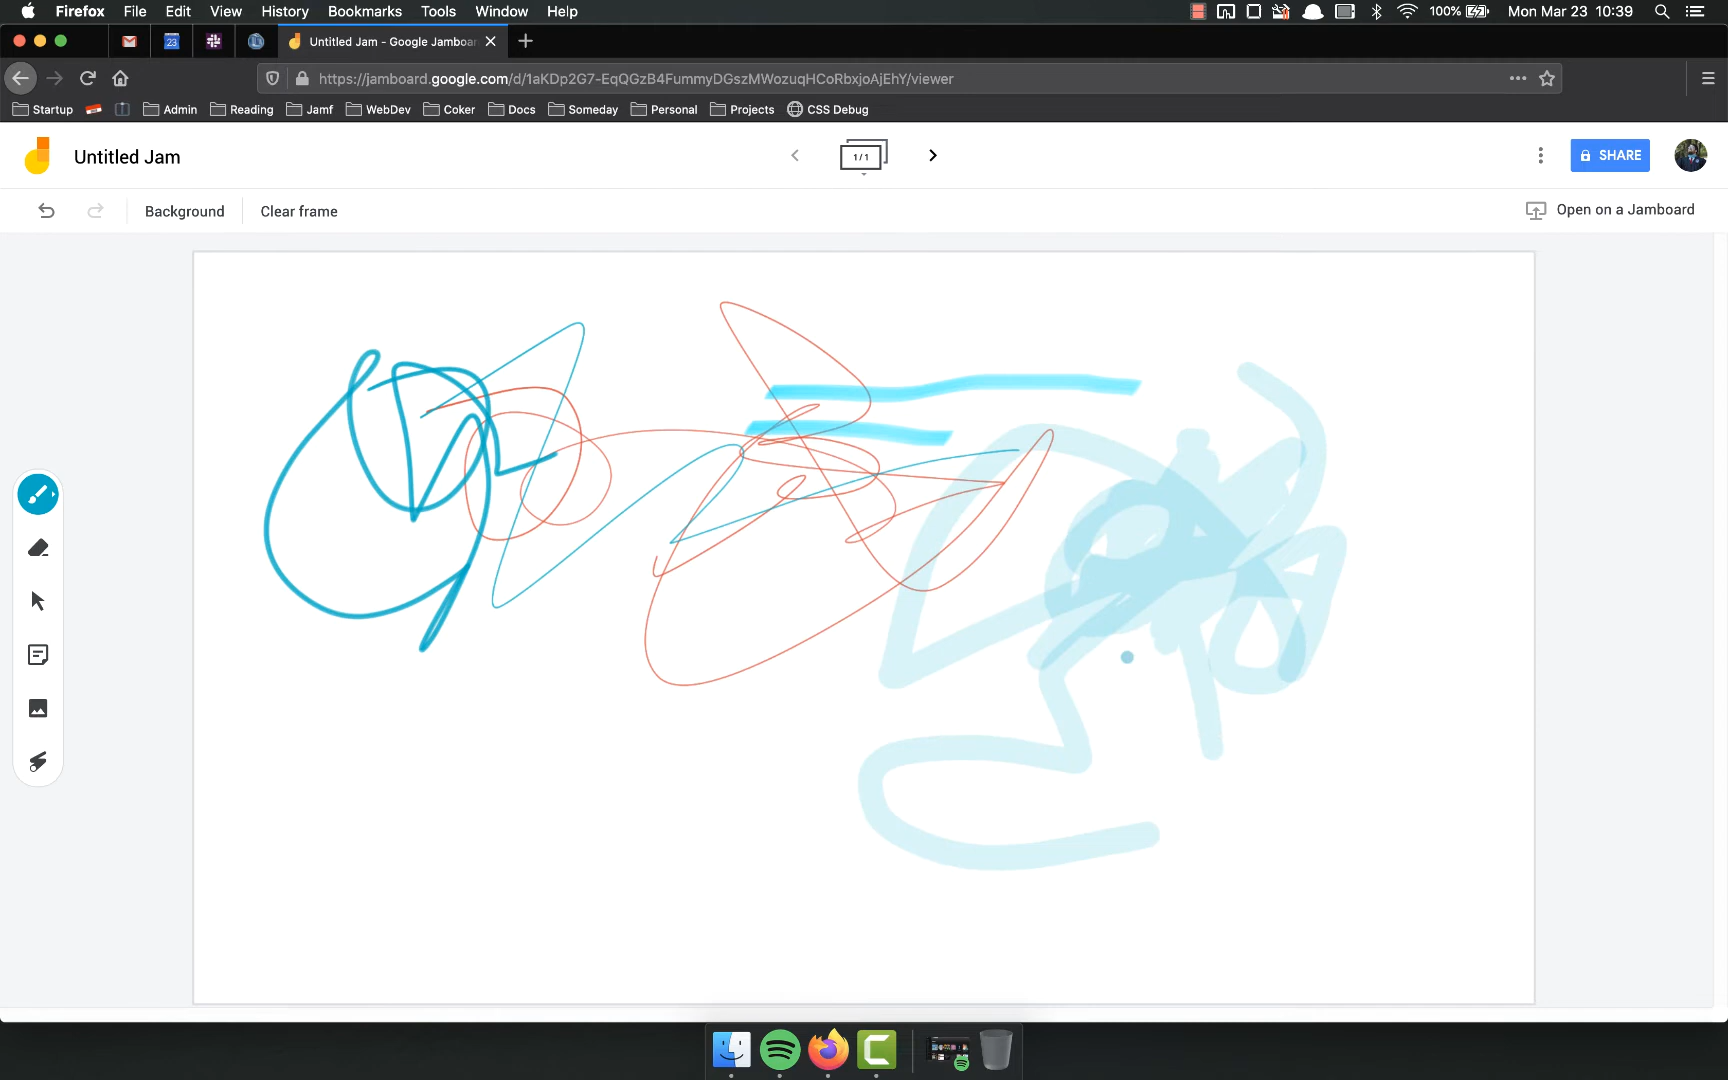 Firefox File Edit View History Bookmarks Tools Window Help 100% Mon Mar 23 10:39
23 Untitled Jam - Google Jamboar
https://jamboard.google.com/d/1aKDp2G7-EqQGzB4FummyDGszMWozuqHCoRbxjoAjEhY/viewer
Startup Admin Reading Jamf WebDev Coker Docs Someday Personal Projects CSS Debug
Untitled Jam 1/1 SHARE
Background Clear frame Open on a Jamboard